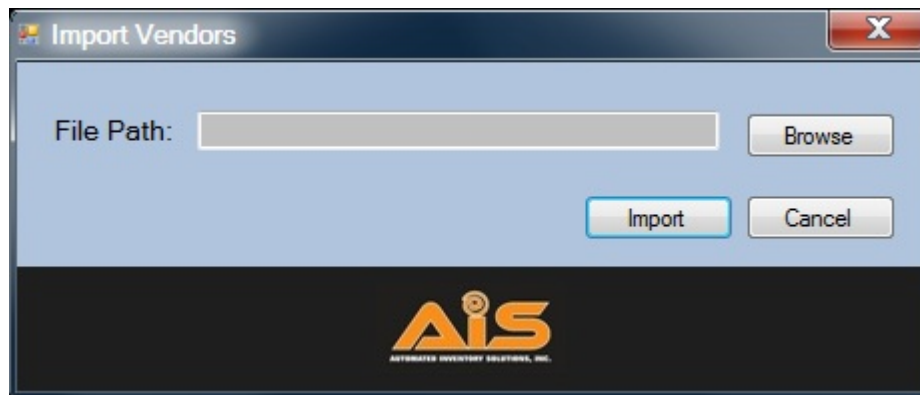 Import Vendors
X
File Path:
Browse
Import
Cancel
AiS
AUTOMATED INVENTORY SOLUTIONS, INC.